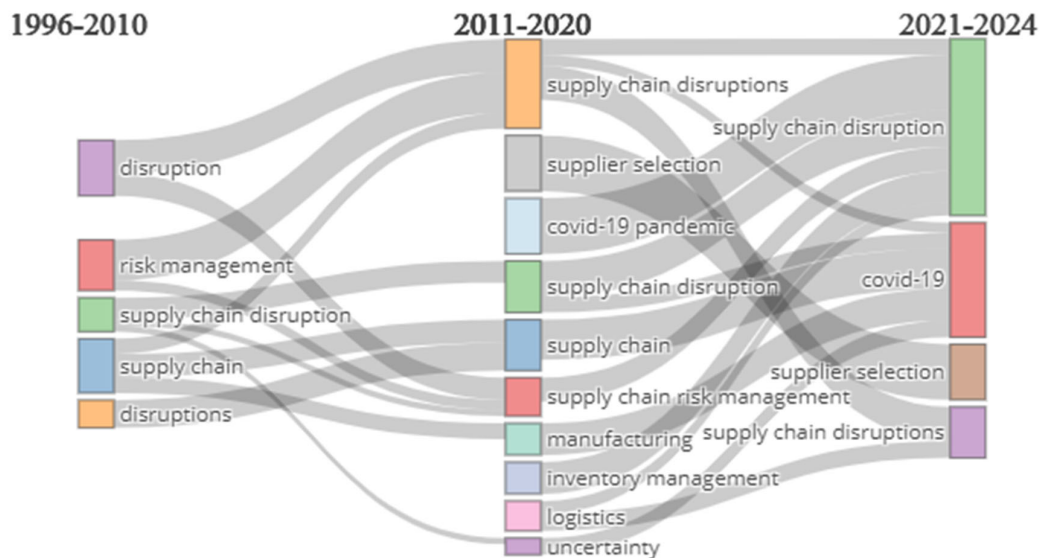 1996-2010
2011-2020
2021-2024
disruption
risk management
supply chain disruption
supply chain
disruptions
supply chain disruptions
supplier selection
covid-19 pandemic
supply chain disruption
supply chain
supply chain risk management
manufacturing
inventory management
logistics
uncertainty
supply chain disruption
covid-19
supplier selection
supply chain disruptions